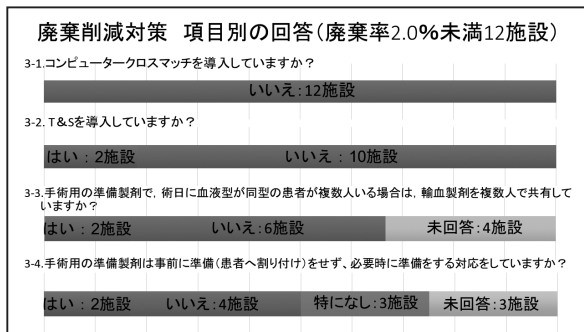 廃棄削減対策　項目別の回答(廃棄率2.0%未満12施設)
3-1.コンピュータークロスマッチを導入していますか？
いいえ：12施設
3-2. T&Sを導入していますか？
はい：2施設　いいえ：10施設
3-3.手術用の準備製剤で，術日に血液型が同型の患者が複数人いる場合は，輸血製剤を複数人で共有して
いますか？
はい：2施設　いいえ：6施設　未回答：4施設
3-4.手術用の準備製剤は事前に準備(患者へ割り付け)をせず、必要時に準備をする対応をしていますか？
はい：2施設　いいえ：4施設　特になし：3施設　未回答：3施設